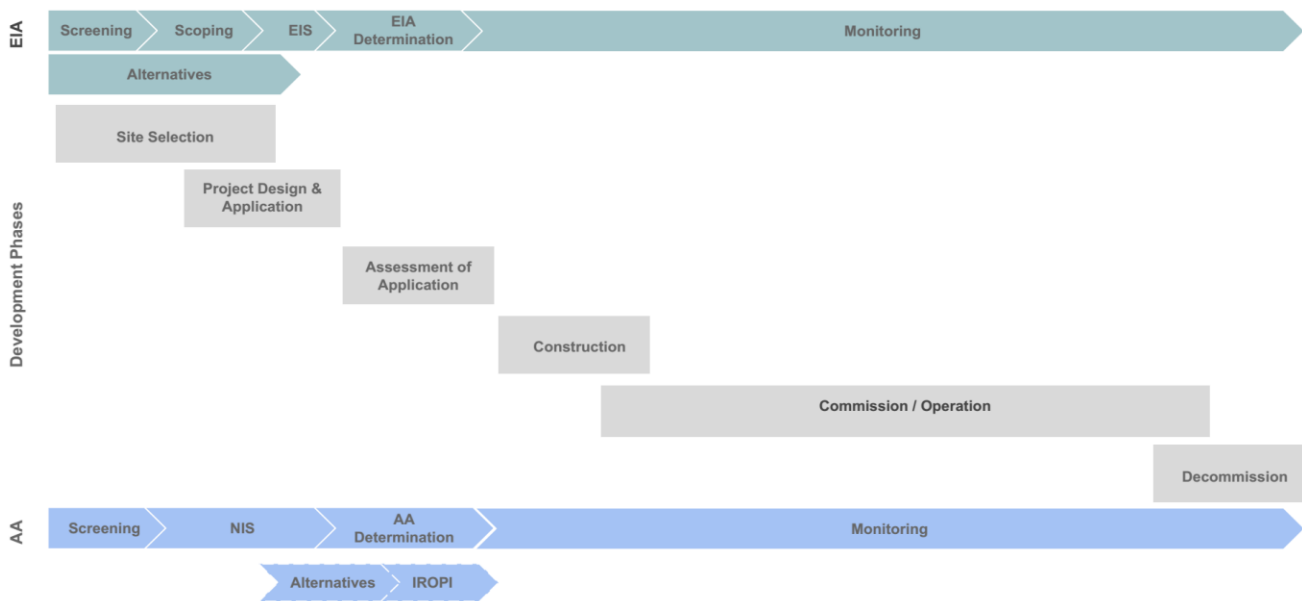 EIA
Screening
Scoping
EIS
EIA
Determination
Monitoring
Alternatives
Development Phases
Site Selection
Project Design &
Application
Assessment of
Application
Construction
Commission / Operation
Decommission
AA
Screening
NIS
AA
Determination
Monitoring
Alternatives
IROPI